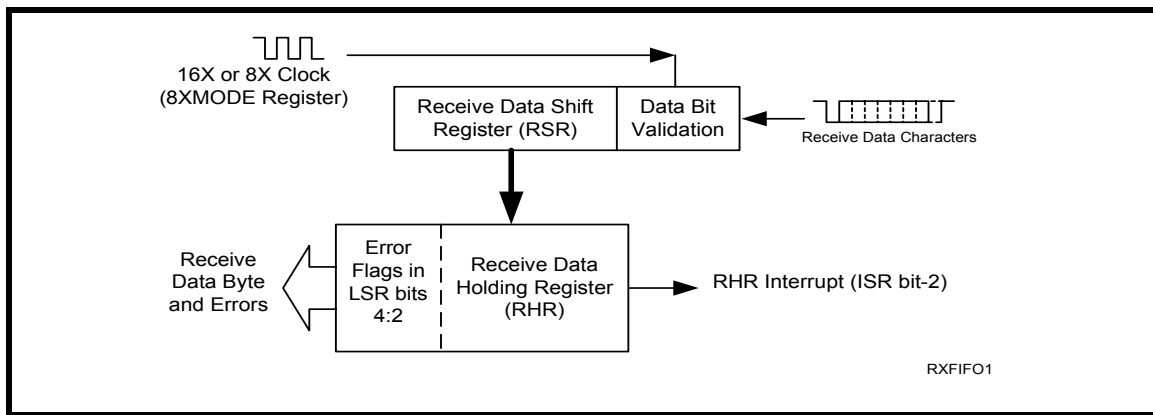 16X or 8X Clock
(8XMODE Register)
Receive Data Shift
Register (RSR)
Data Bit
Validation
Receive Data Characters
Receive
Data Byte
and Errors
Error
Flags in
LSR bits
4:2
Receive Data
Holding Register
(RHR)
RHR Interrupt (ISR bit-2)
RXFIFO1